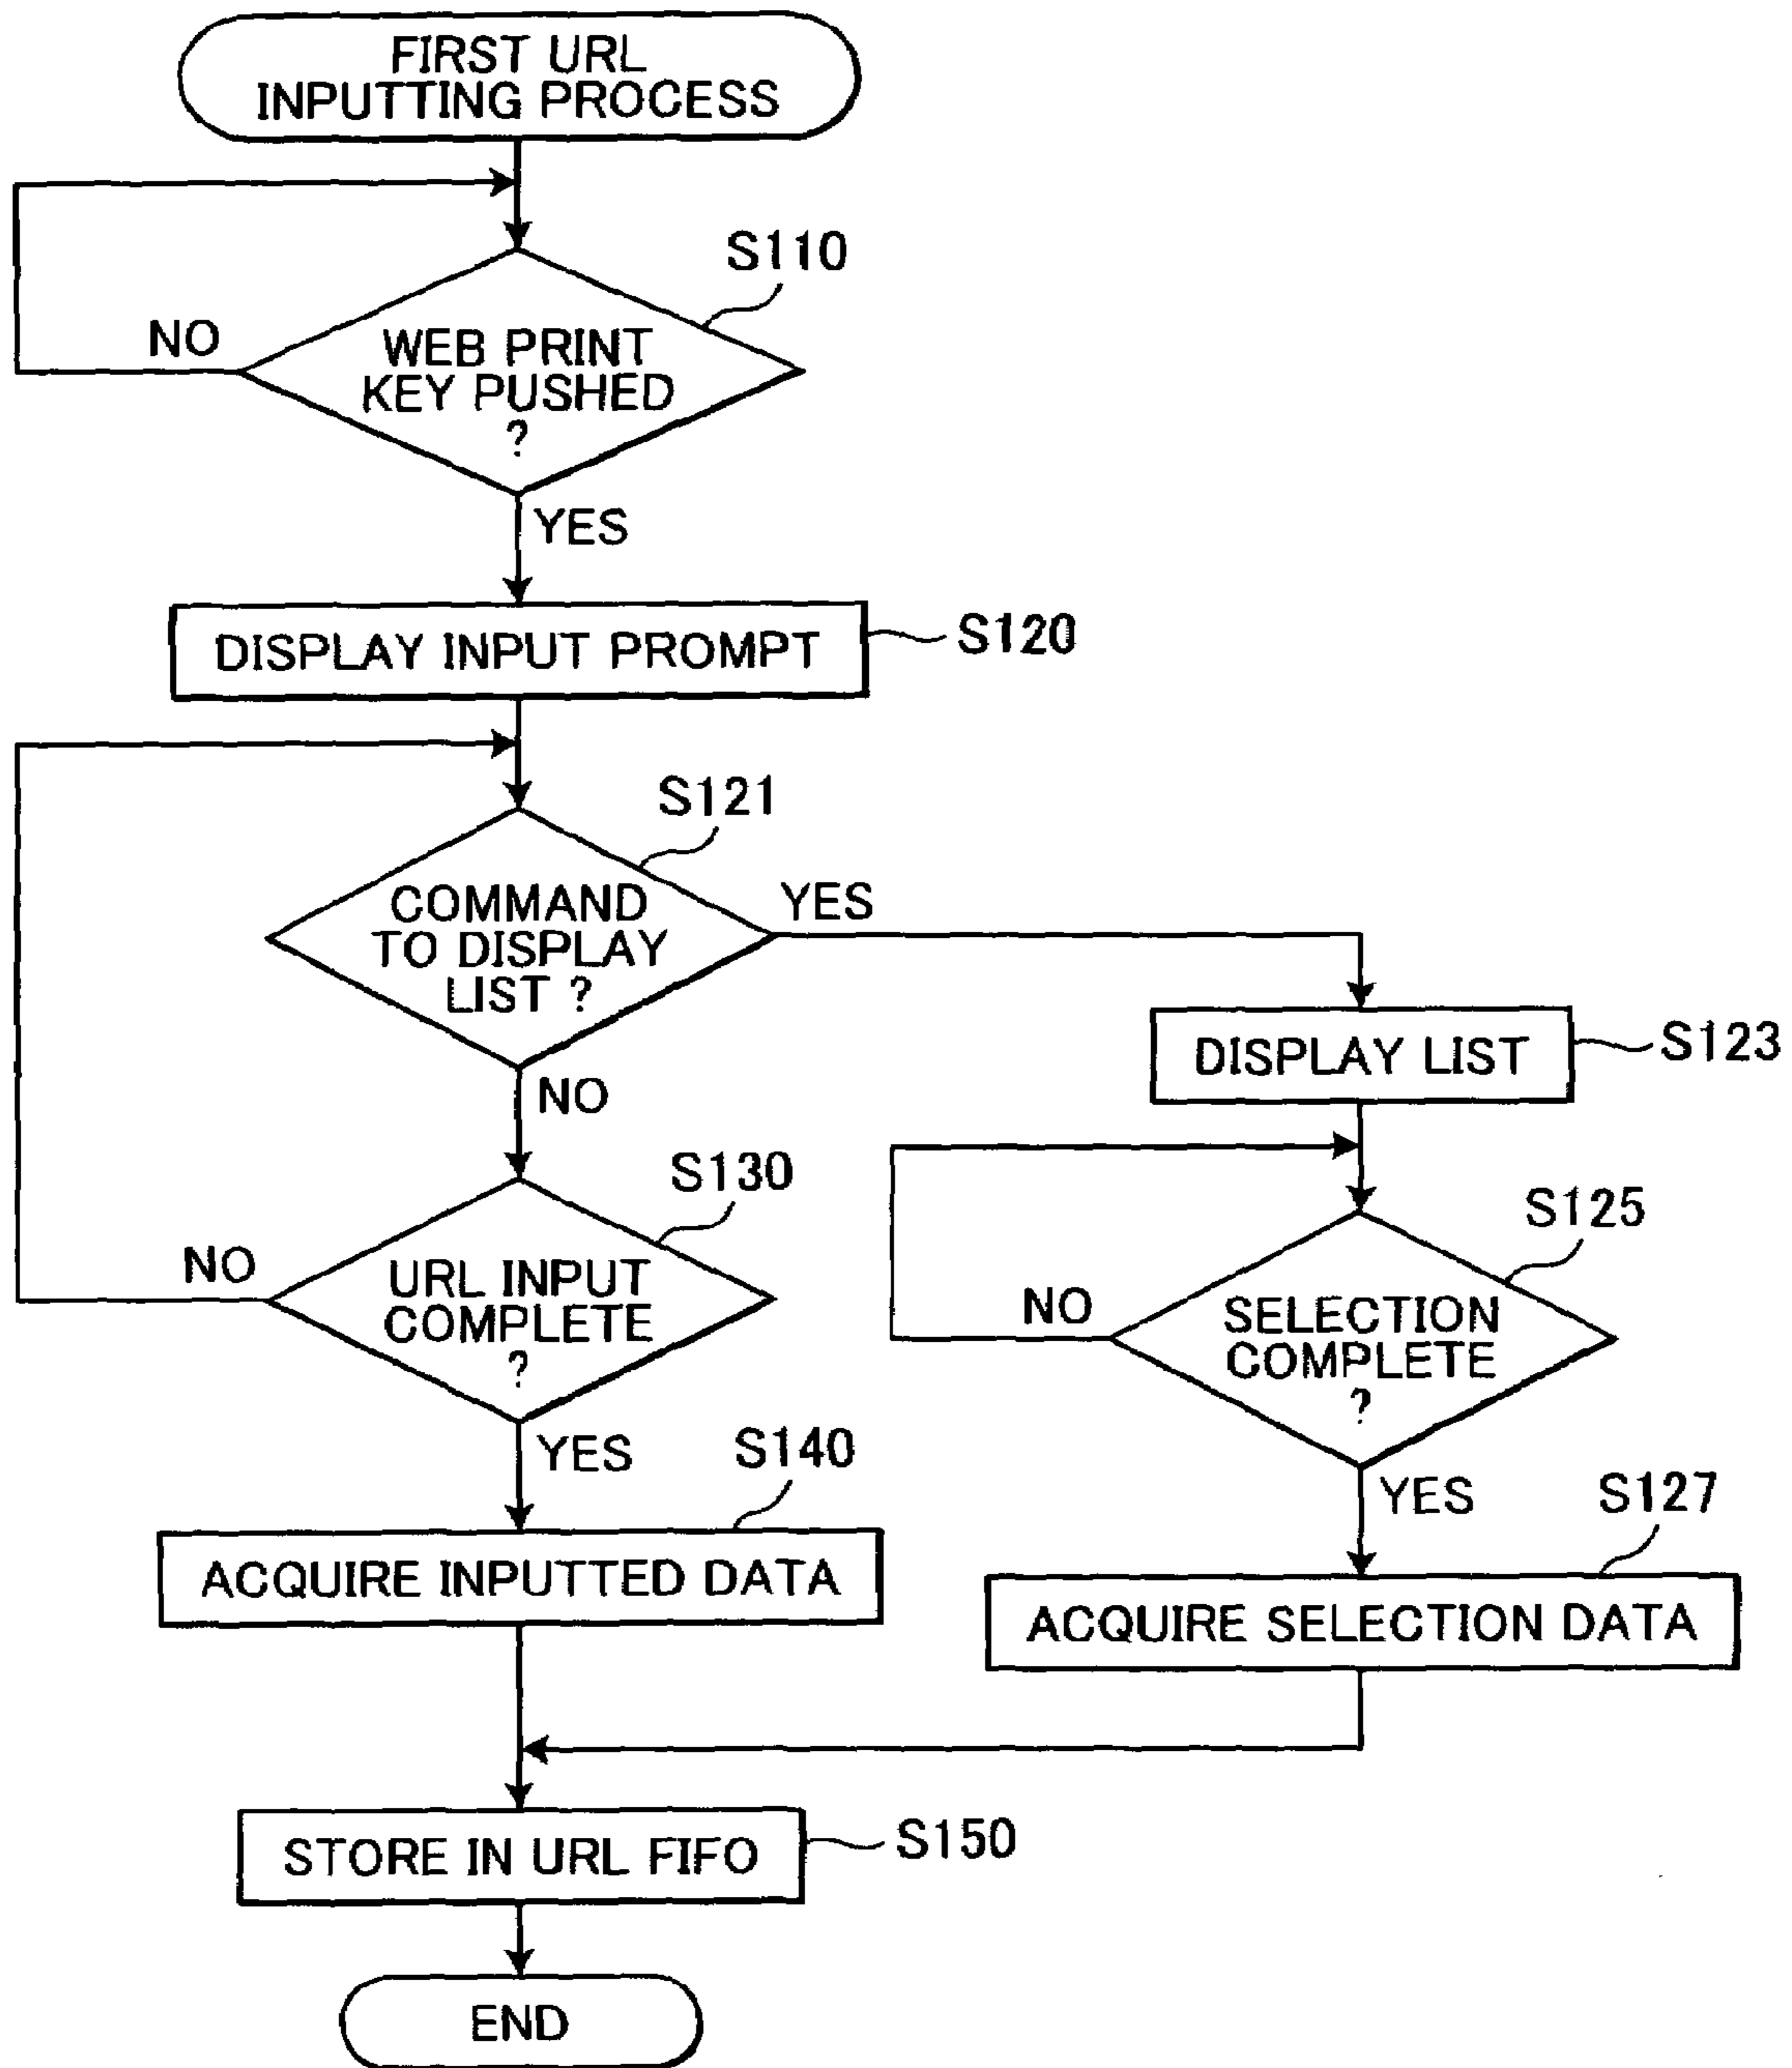 FIRST URL
INPUTTING PROCESS
S110
NO
WEB PRINT
KEY PUSHED
?
YES
DISPLAY INPUT PROMPT
S120
S121
COMMAND
TO DISPLAY
LIST ?
YES
NO
DISPLAY LIST
S123
S130
NO
URL INPUT
COMPLETE
?
YES
S125
NO
SELECTION
COMPLETE
?
YES
S140
ACQUIRE INPUTTED DATA
S127
ACQUIRE SELECTION DATA
STORE IN URL FIFO
S150
END